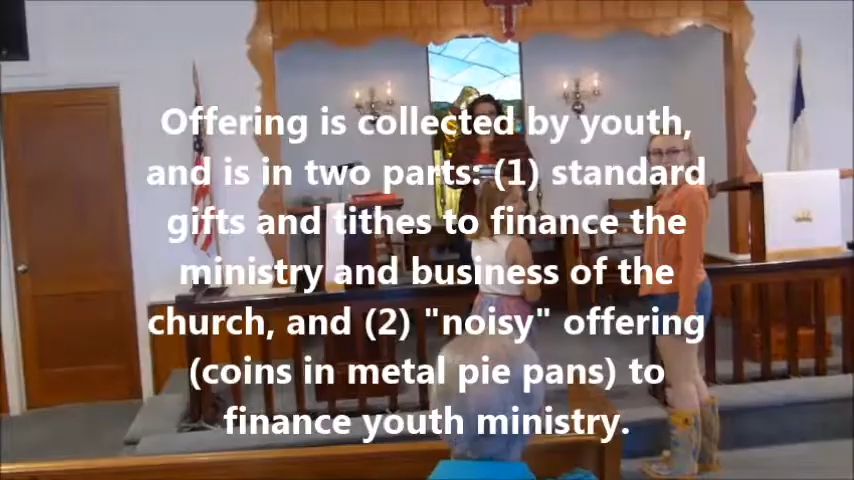 Offering is collected by youth,
and is in two parts: (1) standard
gifts and tithes to finance the
ministry and business of the
church, and (2) "noisy" offering
(coins in metal pie pans) to
finance youth ministry.